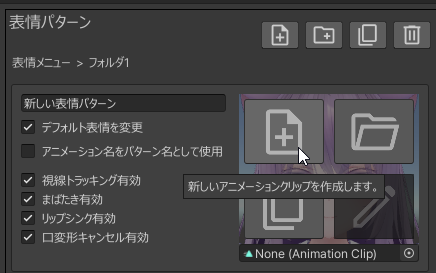 表情パターン
表情メニュー > フォルダ1
新しい表情パターン
デフォルト表情を変更
アニメーション名をパターン名として使用
視線トラッキング有効
まばたき有効
リップシンク有効
口変形キャンセル有効
新しいアニメーションクリップを作成します。
None (Animation Clip)